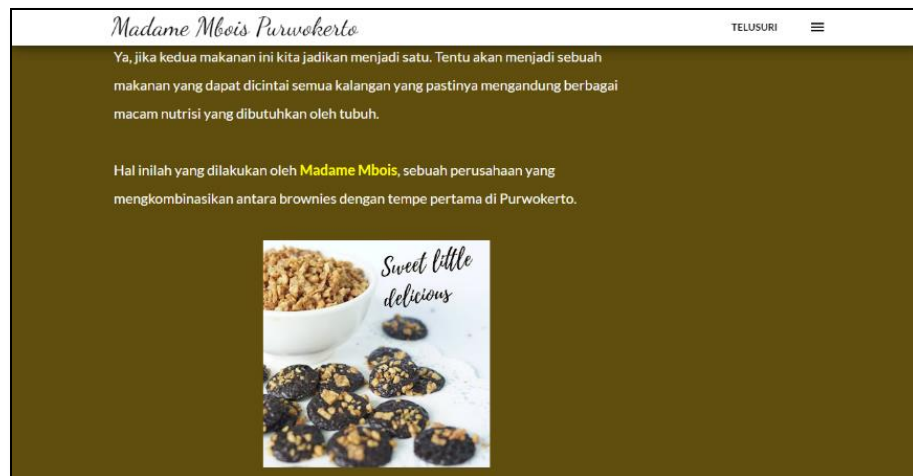 Madame Mbois Purwokerto
TELUSURI
Ya, jika kedua makanan ini kita jadikan menjadi satu. Tentu akan menjadi sebuah
makanan yang dapat dicintai semua kalangan yang pastinya mengandung berbagai
macam nutrisi yang dibutuhkan oleh tubuh.
Hal inilah yang dilakukan oleh Madame Mbois, sebuah perusahaan yang
mengkombinasikan antara brownies dengan tempe pertama di Purwokerto.
Sweet little
delicious